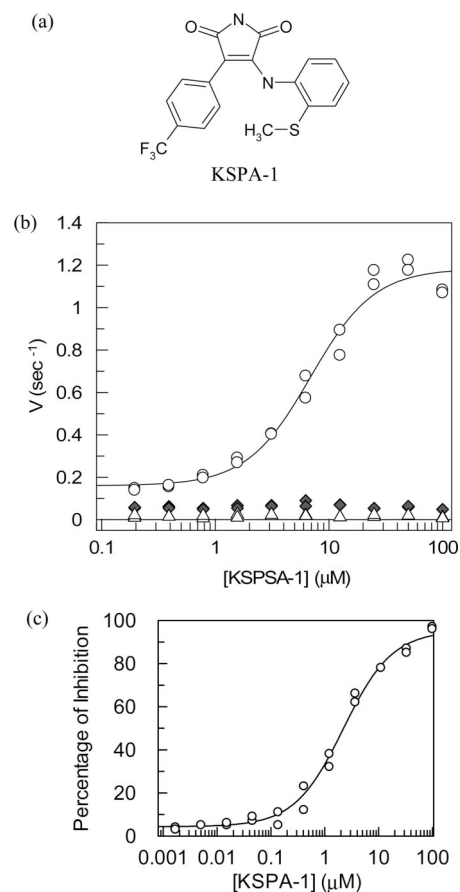 (a)
N
O O
N
H₃C S
F₃C
KSPA-1
(b)
1.4
1.2
1
0.8
0.6
0.4
0.2
0
V (sec⁻¹)
0.1 1 10 100
[KSPSA-1] (μM)
(c)
100
80
60
40
20
0
Percentage of Inhibition
0.001 0.01 0.1 1 10 100
[KSPA-1] (μM)